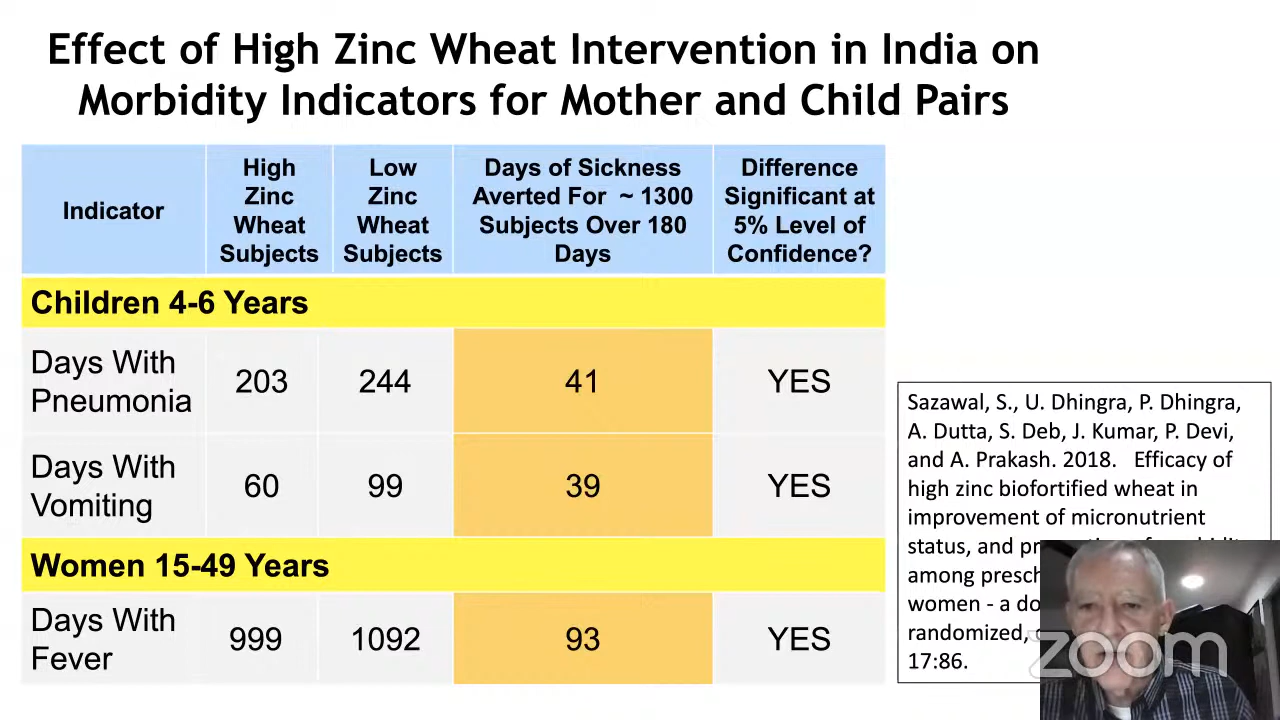 Effect of High Zinc Wheat Intervention in India on
Morbidity Indicators for Mother and Child Pairs
Indicator
High
Zinc
Wheat
Subjects
Low
Zinc
Wheat
Subjects
Days of Sickness
Averted For ~ 1300
Subjects Over 180
Days
Difference
Significant at
5% Level of
Confidence?
Children 4-6 Years
Days With
Pneumonia
203
244
41
YES
Days With
Vomiting
60
99
39
YES
Women 15-49 Years
Days With
Fever
999
1092
93
YES
Sazawal, S., U. Dhingra, P. Dhingra,
A. Dutta, S. Deb, J. Kumar, P. Devi,
and A. Prakash. 2018. Efficacy of
high zinc biofortified wheat in
improvement of micronutrient
status, and
among
women - a
randomized,
17:86.
zoom